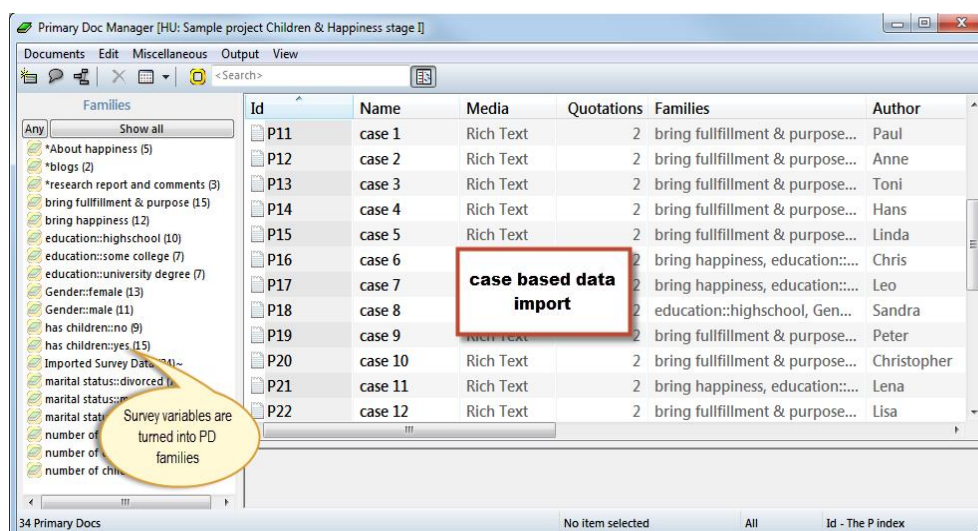 Primary Doc Manager [HU: Sample project Children & Happiness stage I]
Documents Edit Miscellaneous Output View
<Search>
Families
Any Show all
*About happiness (5)
*blogs (2)
*research report and comments (3)
bring fullfillment & purpose (15)
bring happiness (12)
education::highschool (10)
education::some college (7)
education::university degree (7)
Gender::female (13)
Gender::male (11)
has children::no (9)
has children::yes (15)
Imported Survey
marital status::divorced
marital
marital
number of
number of
number of
Survey variables are
turned into PD
families
Id Name Media Quotations Families Author
P11 case 1 Rich Text 2 bring fullfillment & purpose... Paul
P12 case 2 Rich Text 2 bring fullfillment & purpose... Anne
P13 case 3 Rich Text 2 bring fullfillment & purpose... Toni
P14 case 4 Rich Text 2 bring fullfillment & purpose... Hans
P15 case 5 Rich Text 2 bring fullfillment & purpose... Linda
P16 case 6 2 bring happiness, education::... Chris
P17 case 7 2 bring happiness, education::... Leo
P18 case 8 2 education::highschool, Gen... Sandra
P19 case 9 Rich Text 2 bring fullfillment & purpose... Peter
P20 case 10 Rich Text 2 bring fullfillment & purpose... Christopher
P21 case 11 Rich Text 2 bring happiness, education::... Lena
P22 case 12 Rich Text 2 bring fullfillment & purpose... Lisa
case based data
import
34 Primary Docs No item selected All Id - The P index